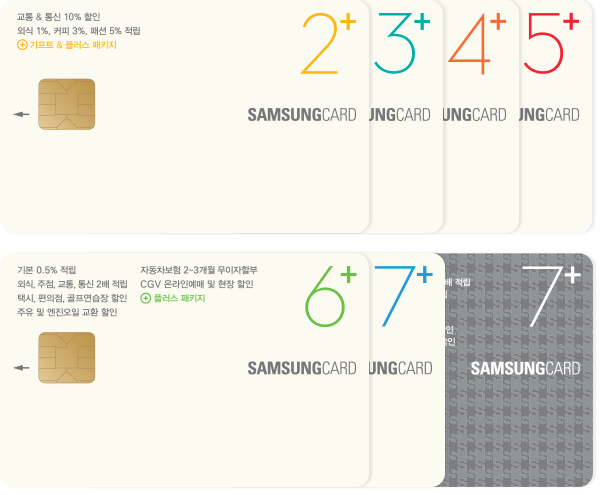 교통 & 통신 10% 할인
외식 1%, 커피 3%, 패션 5% 적립
기프트 & 플러스 패키지
2+
3+
4+
5+
SAMSUNGCARD
UNGCARD
UNGCARD
UNGCARD
기본 0.5% 적립
외식, 주점, 교통, 통신 2배 적립
택시, 편의점, 골프연습장 할인
주유 및 엔진오일 교환 할인
자동차보험 2~3개월 무이자할부
CGV 온라인예매 및 현장 할인
플러스 패키지
6+
7+
배 적립
인
할인
7+
SAMSUNGCARD
UNGCARD
SAMSUNGCARD